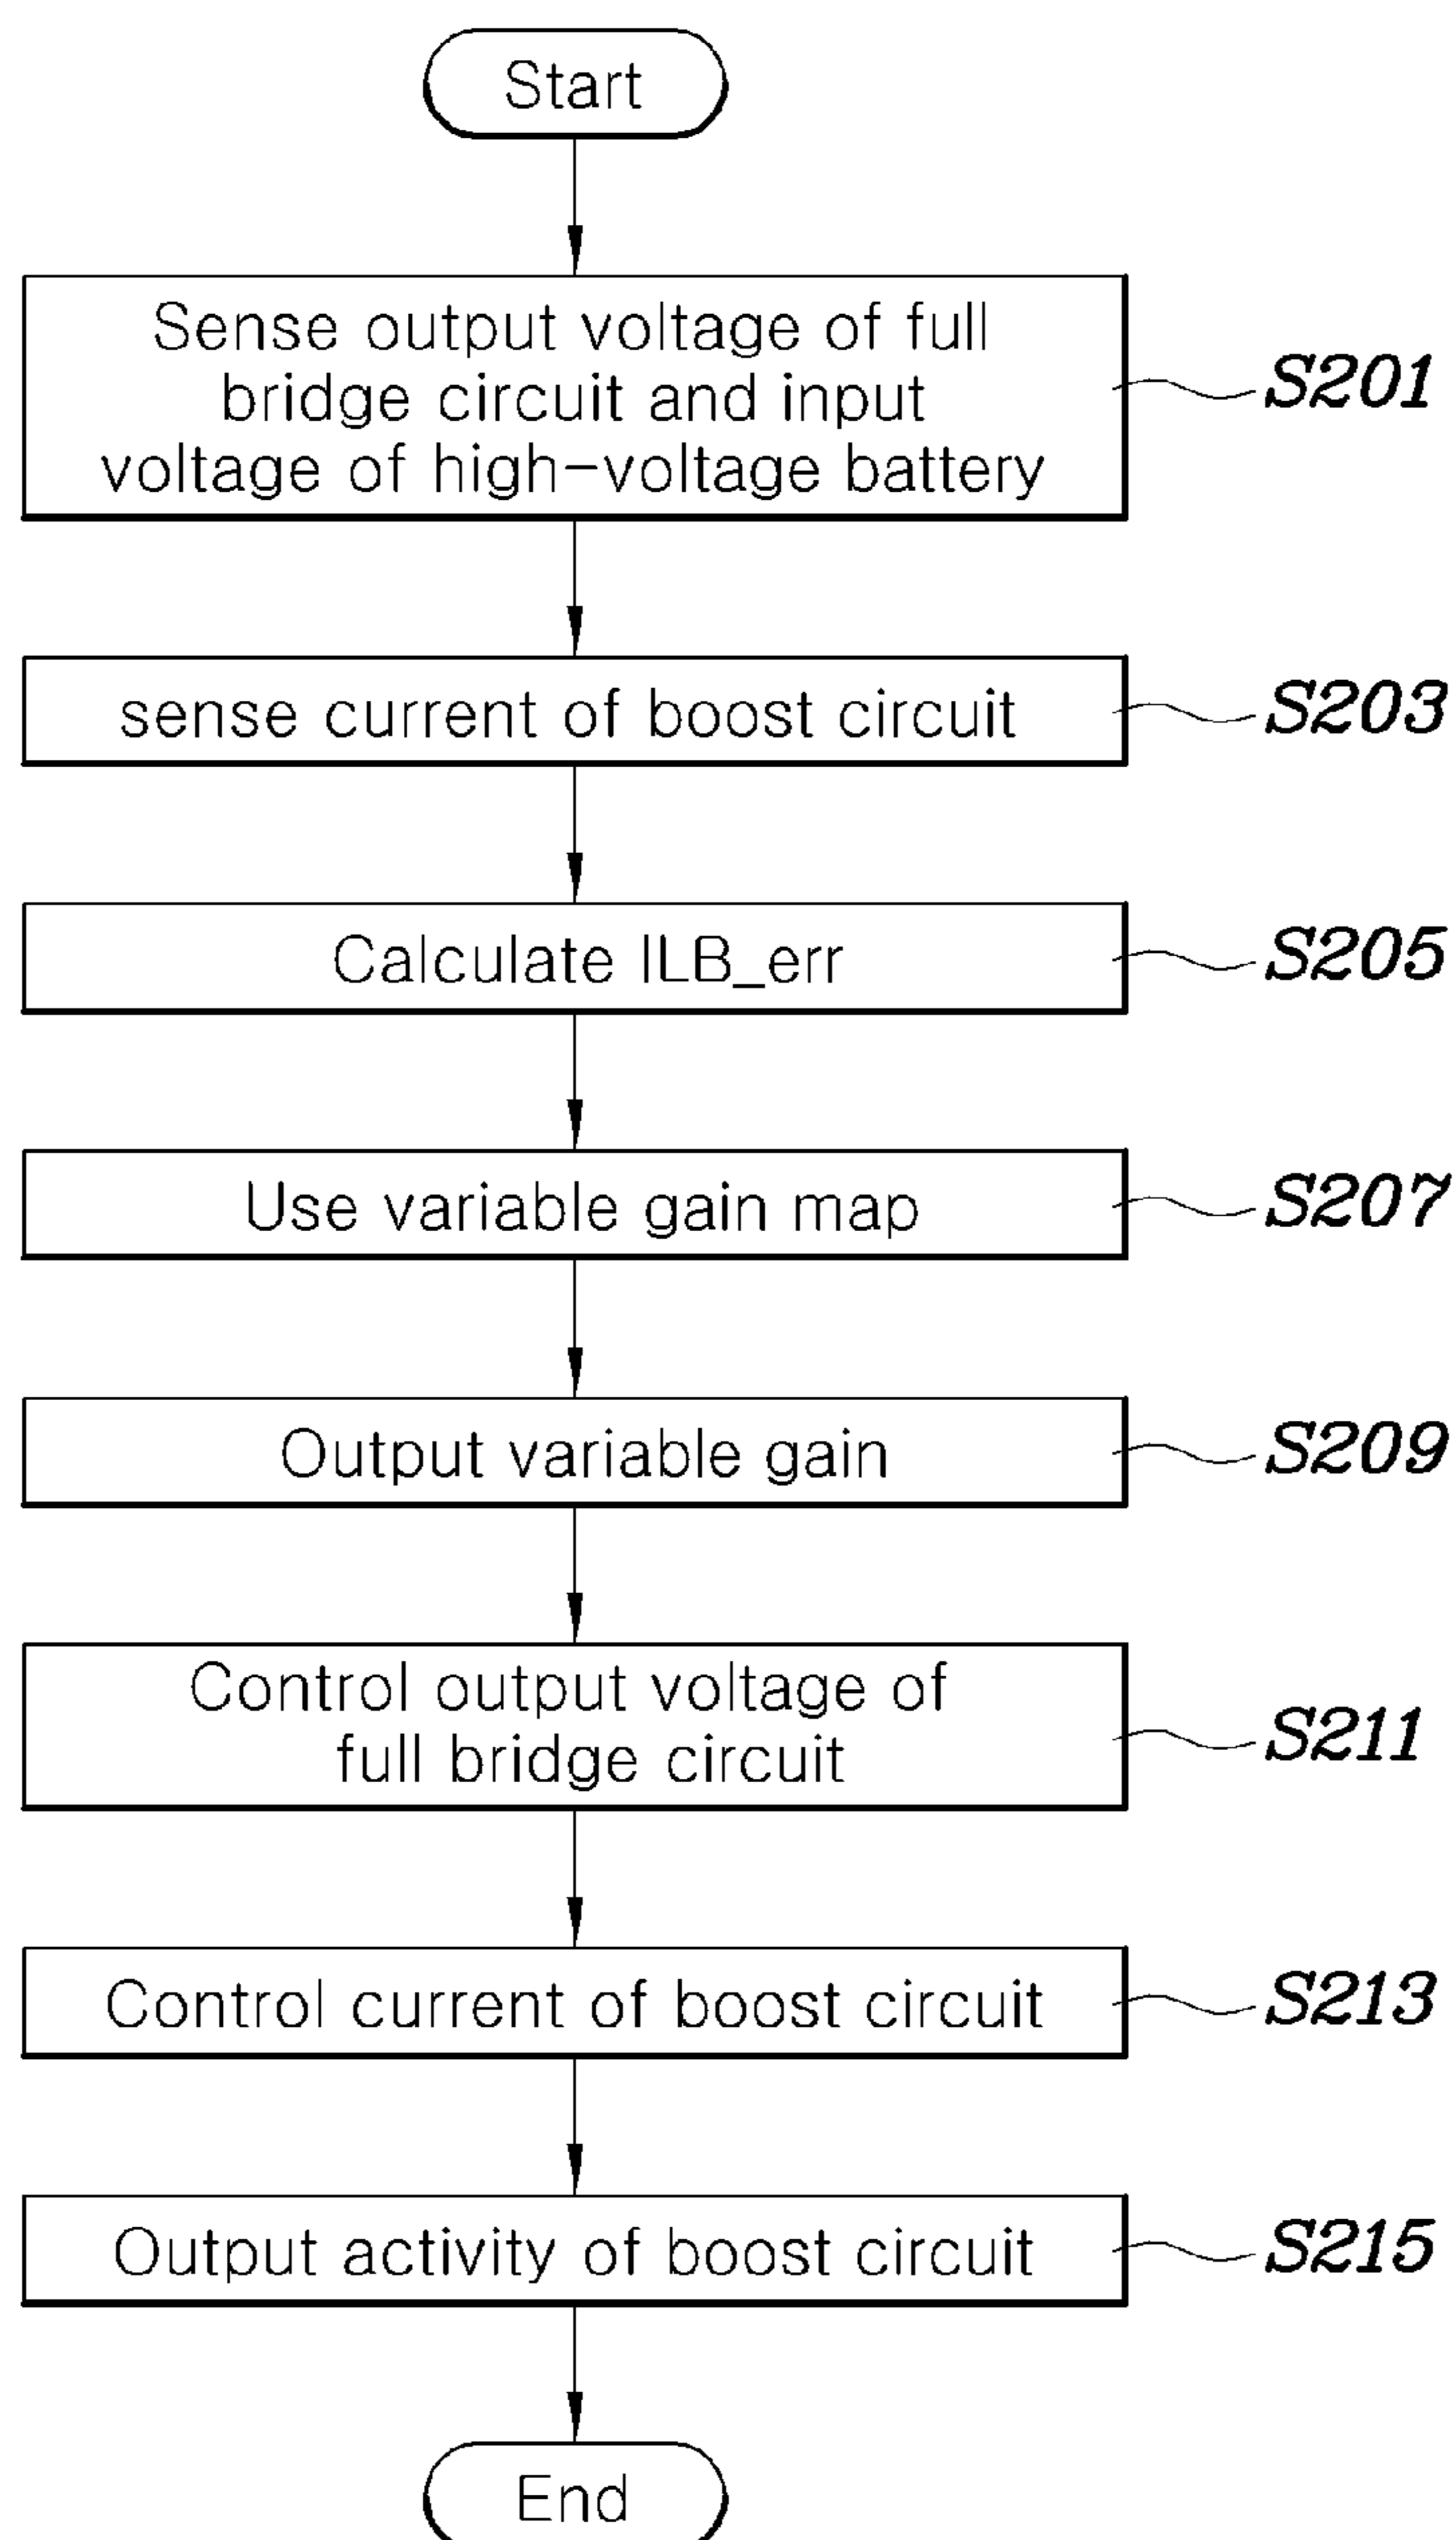 Start
Sense output voltage of full
bridge circuit and input
voltage of high-voltage battery
S201
sense current of boost circuit
S203
Calculate ILB_err
S205
Use variable gain map
S207
Output variable gain
S209
Control output voltage of
full bridge circuit
S211
Control current of boost circuit
S213
Output activity of boost circuit
S215
End